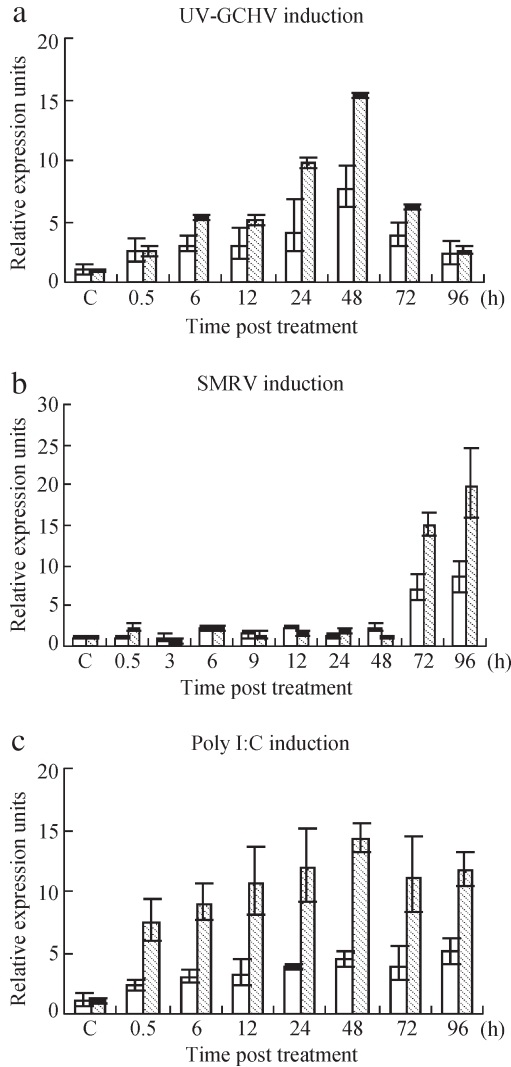 a
UV-GCHV induction
Relative expression units
20
15
10
5
0
C 0.5 6 12 24 48 72 96 (h)
Time post treatment
b
SMRV induction
Relative expression units
30
25
20
15
10
5
0
C 0.5 3 6 9 12 24 48 72 96 (h)
Time post treatment
c
Poly I:C induction
Relative expression units
20
15
10
5
0
C 0.5 6 12 24 48 72 96 (h)
Time post treatment